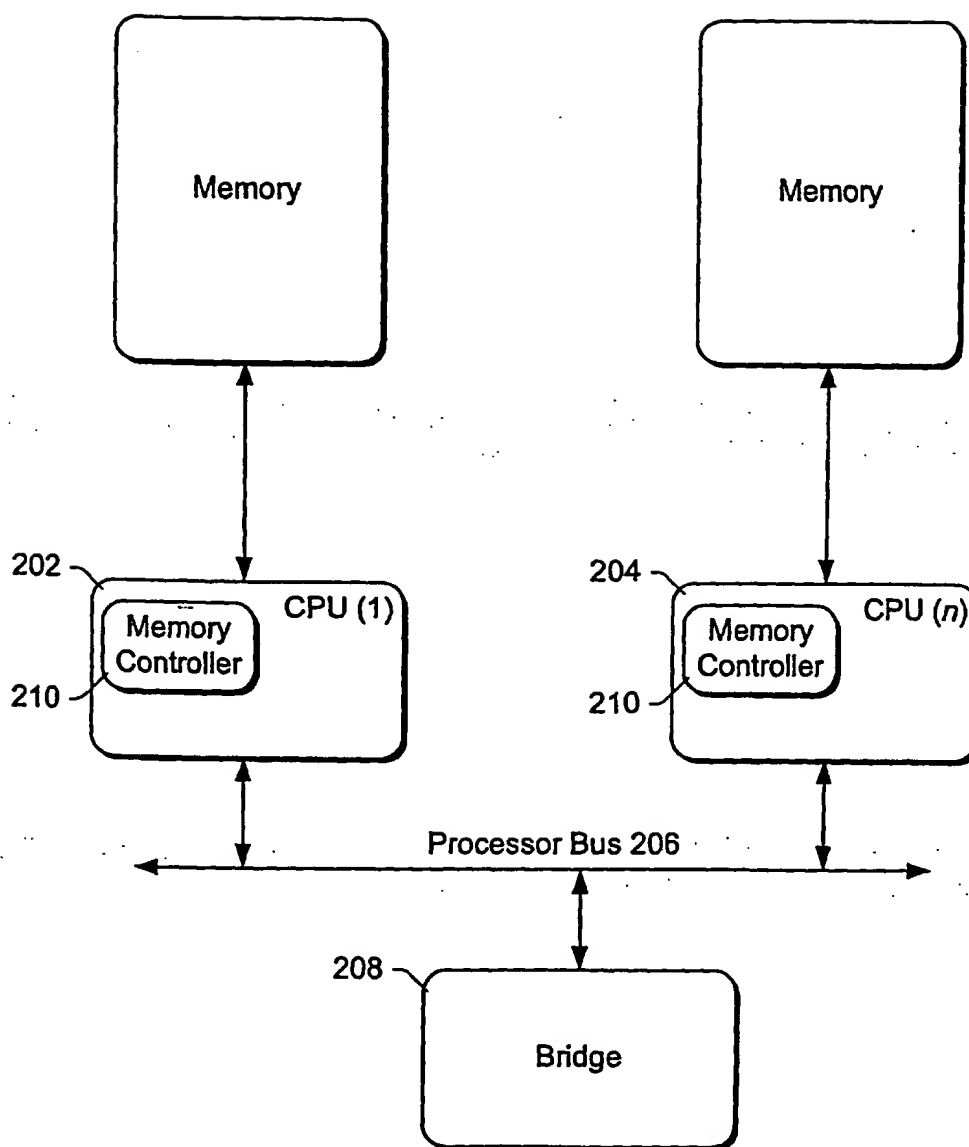 Memory
Memory
202
CPU (1)
Memory
Controller
210
204
CPU (n)
Memory
Controller
210
Processor Bus 206
208
Bridge